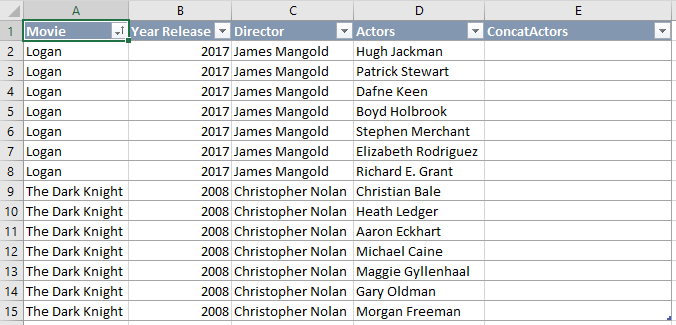 A B C D E
1 Movie Year Release Director Actors ConcatActors
2 Logan 2017 James Mangold Hugh Jackman
3 Logan 2017 James Mangold Patrick Stewart
4 Logan 2017 James Mangold Dafne Keen
5 Logan 2017 James Mangold Boyd Holbrook
6 Logan 2017 James Mangold Stephen Merchant
7 Logan 2017 James Mangold Elizabeth Rodriguez
8 Logan 2017 James Mangold Richard E. Grant
9 The Dark Knight 2008 Christopher Nolan Christian Bale
10 The Dark Knight 2008 Christopher Nolan Heath Ledger
11 The Dark Knight 2008 Christopher Nolan Aaron Eckhart
12 The Dark Knight 2008 Christopher Nolan Michael Caine
13 The Dark Knight 2008 Christopher Nolan Maggie Gyllenhaal
14 The Dark Knight 2008 Christopher Nolan Gary Oldman
15 The Dark Knight 2008 Christopher Nolan Morgan Freeman